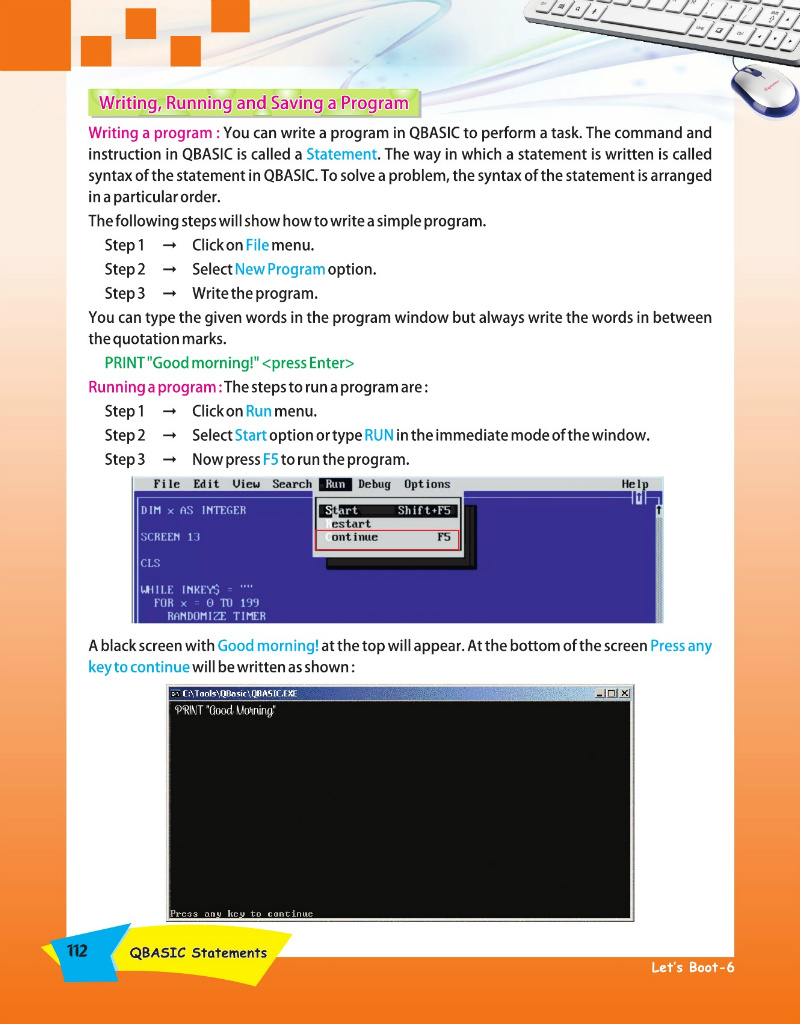 Writing, Running and Saving a Program
Writing a program : You can write a program in QBASIC to perform a task. The command and
instruction in QBASIC is called a Statement. The way in which a statement is written is called
syntax of the statement in QBASIC. To solve a problem, the syntax of the statement is arranged
in a particular order.
The following steps will show how to write a simple program.
Step 1 → Click on File menu.
Step 2 → Select New Program option.
Step 3 → Write the program.
You can type the given words in the program window but always write the words in between
the quotation marks.
PRINT "Good morning!" <press Enter>
Running a program : The steps to run a program are :
Step 1 → Click on Run menu.
Step 2 → Select Start option or type RUN in the immediate mode of the window.
Step 3 → Now press F5 to run the program.
File Edit View Search Run Debug Options Help
DIM x AS INTEGER
Start Shift+F5
Restart
SCREEN 13
Continue F5
CLS
WHILE INKEY$ = ""
FOR x = 0 TO 199
RANDOMIZE TIMER
A black screen with Good morning! at the top will appear. At the bottom of the screen Press any
key to continue will be written as shown :
C:\Tools\QBasic\QBASIC.EXE
PRINT "Good Morning"
Press any key to continue
112
QBASIC Statements
Let's Boot-6